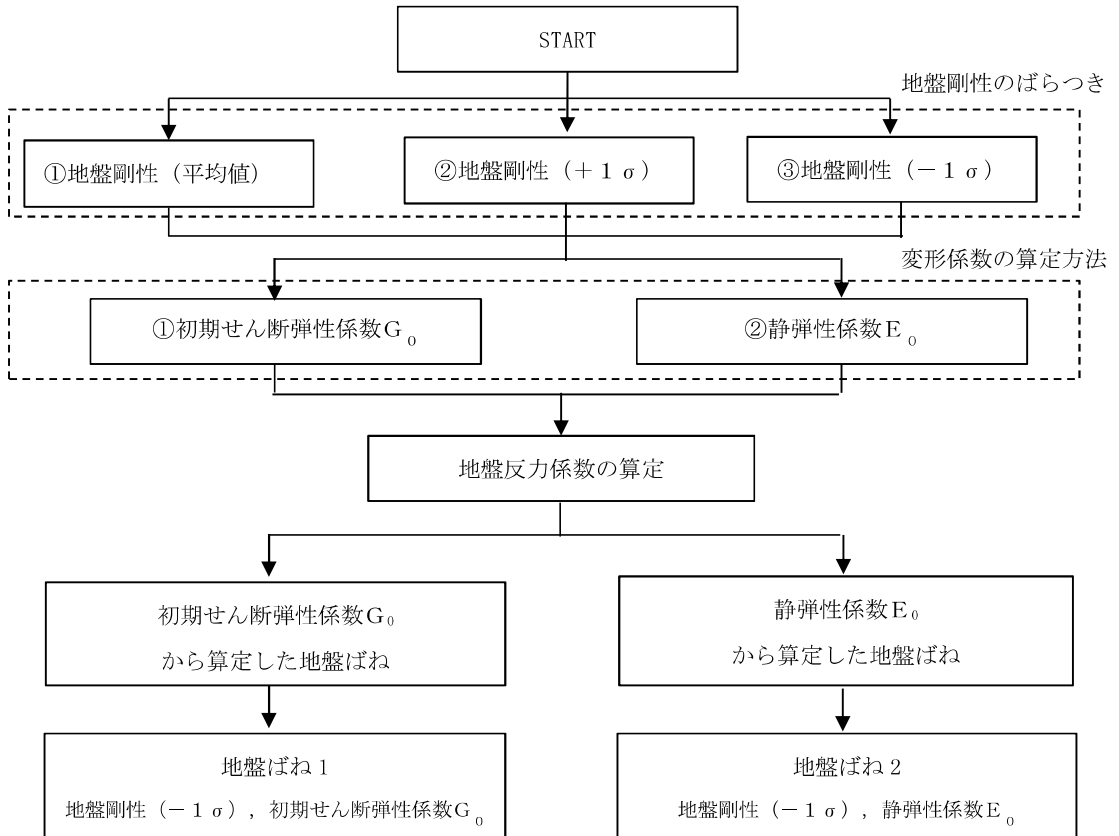 START
地盤剛性のばらつき
①地盤剛性（平均値）
②地盤剛性（＋１σ）
③地盤剛性（－１σ）
変形係数の算定方法
①初期せん断弾性係数Ｇ₀
②静弾性係数Ｅ₀
地盤反力係数の算定
初期せん断弾性係数Ｇ₀
から算定した地盤ばね
静弾性係数Ｅ₀
から算定した地盤ばね
地盤ばね１
地盤剛性（－１σ），初期せん断弾性係数Ｇ₀
地盤ばね２
地盤剛性（－１σ），静弾性係数Ｅ₀